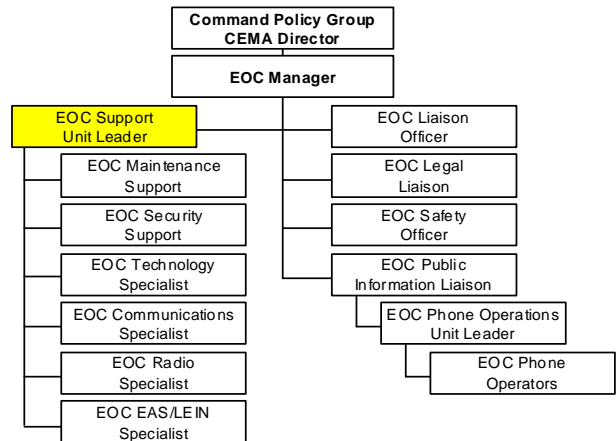 Command Policy Group
CEMA Director
EOC Manager
EOC Support
Unit Leader
EOC Maintenance
Support
EOC Security
Support
EOC Technology
Specialist
EOC Communications
Specialist
EOC Radio
Specialist
EOC EAS/LEIN
Specialist
EOC Liaison
Officer
EOC Legal
Liaison
EOC Safety
Officer
EOC Public
Information Liaison
EOC Phone Operations
Unit Leader
EOC Phone
Operators